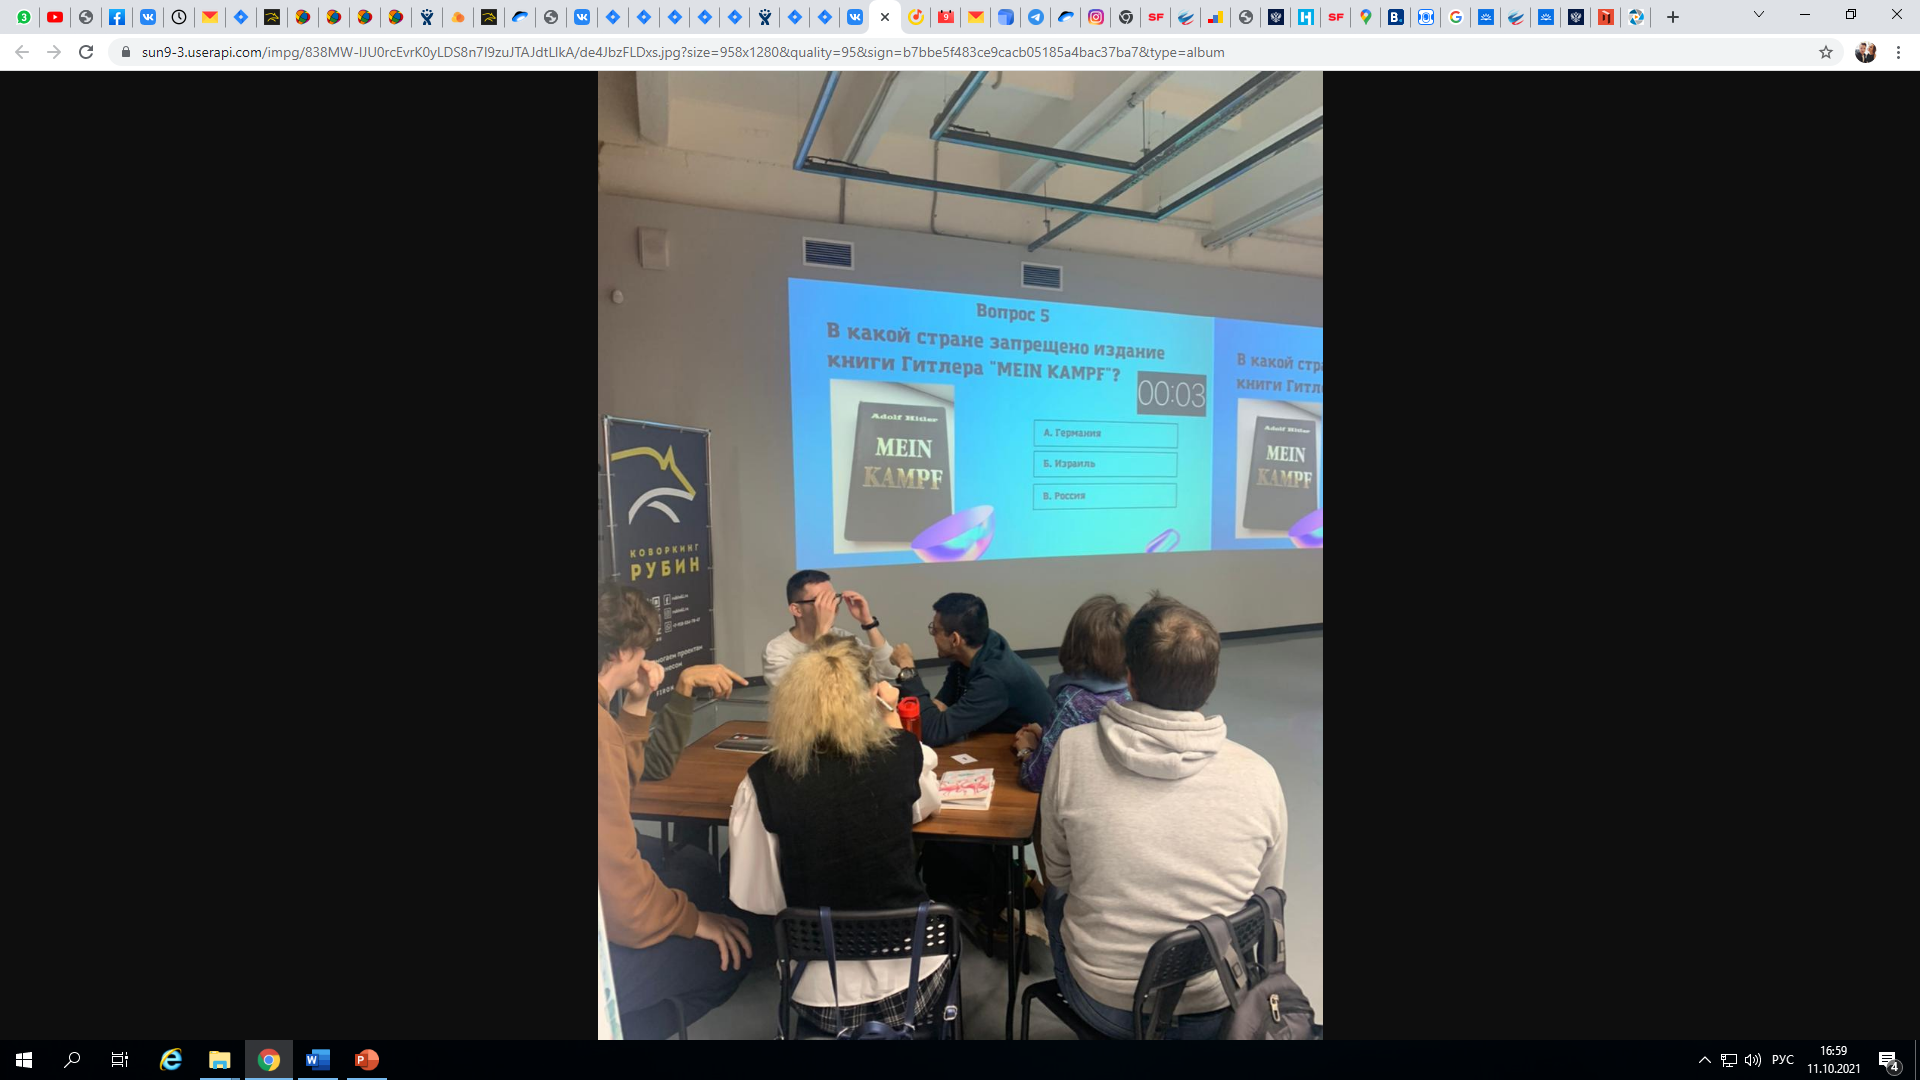 sun9-3.userapi.com/impg/838MW-IJU0rcEvrK0yLDS8n7I9zuJTAJdtLlkA/de4JbzFLDxs.jpg?size=958x1280&quality=95&sign=b7bbe5f483ce9cacb05185a4bac37ba7&type=album
Вопрос 5
В какой стране запрещено издание
книги Гитлера "MEIN KAMPF"?
00:03
Adolf Hitler
MEIN
KAMPF
А. Германия
Б. Израиль
В. Россия
В какой стр
книги Гитл
Adolf Hitler
MEIN
KAMPF
КОВОРКИНГ
РУБИН
РУС
16:59
11.10.2021
4